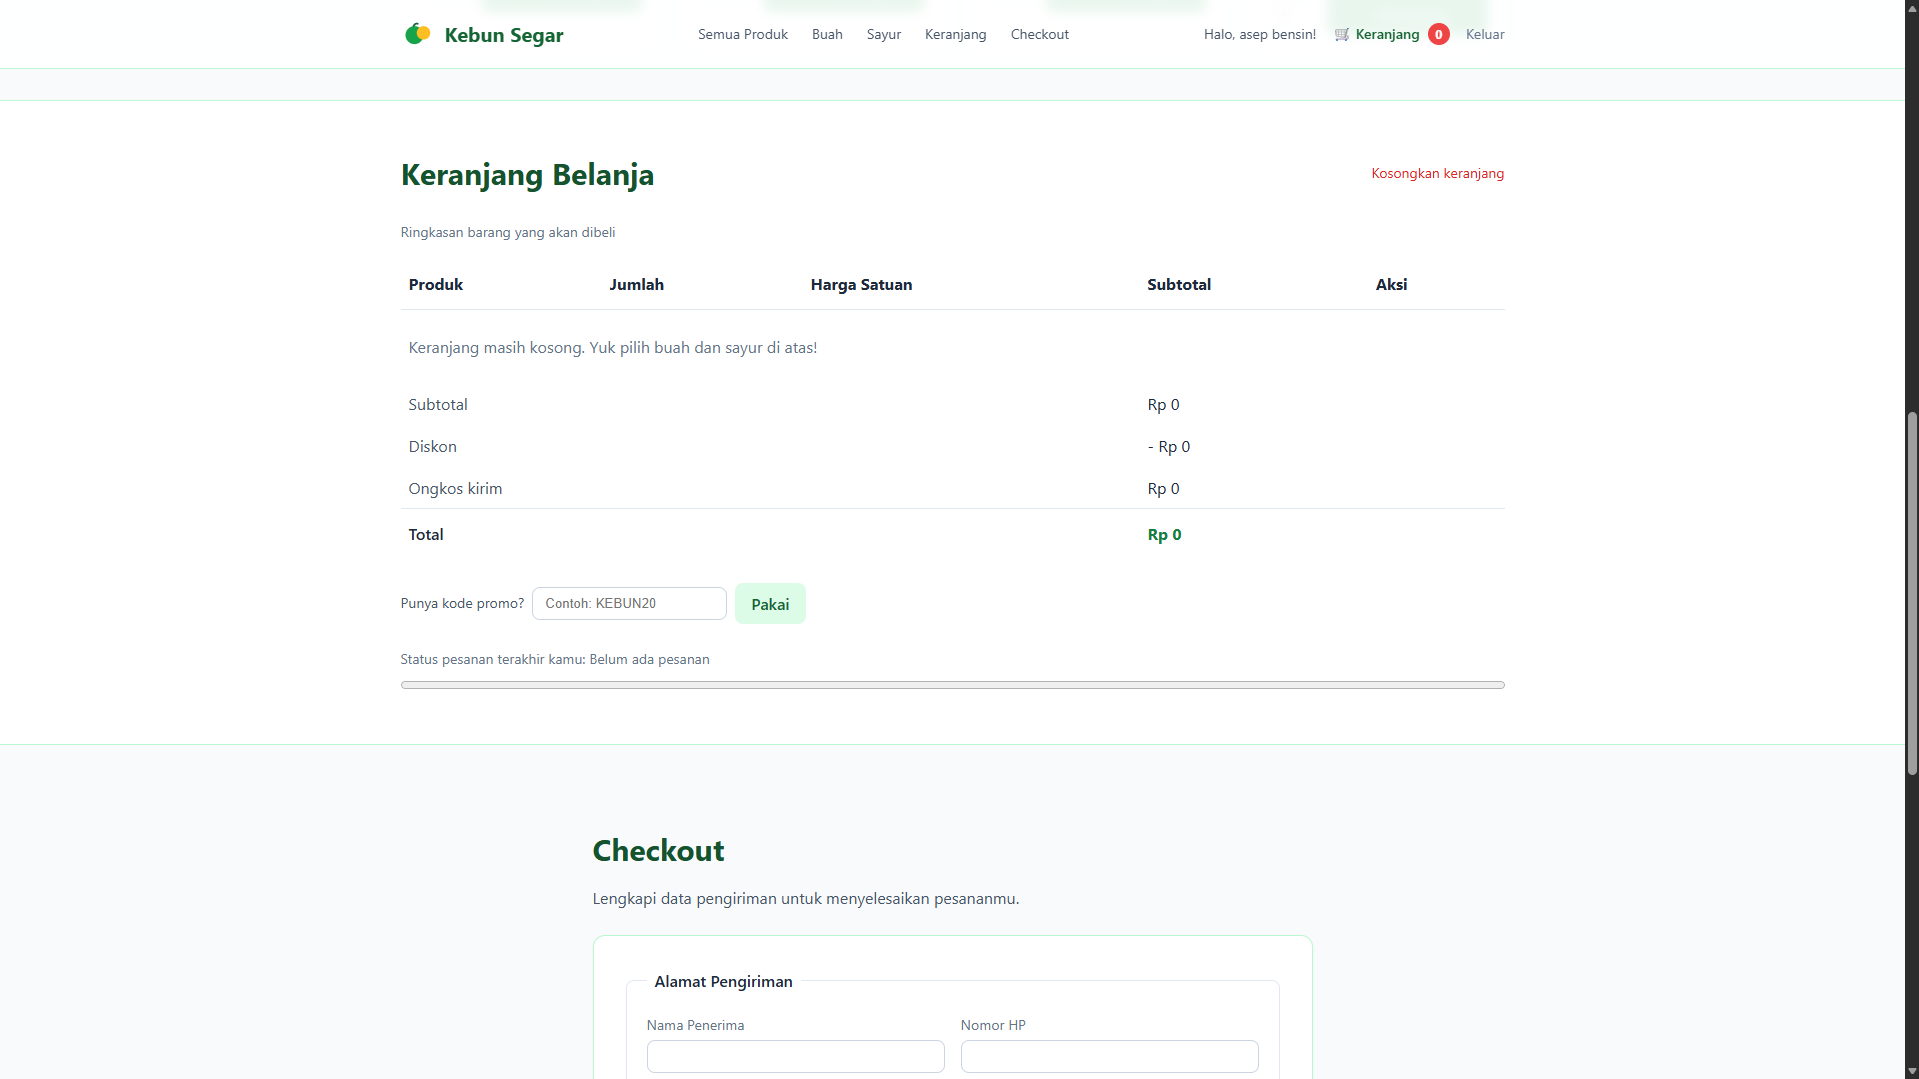 Kebun Segar
Semua Produk Buah Sayur Keranjang Checkout
Halo, asep bensin! Keranjang 0 Keluar
Keranjang Belanja
Kosongkan keranjang
Ringkasan barang yang akan dibeli
Produk Jumlah Harga Satuan Subtotal Aksi
Keranjang masih kosong. Yuk pilih buah dan sayur di atas!
Subtotal Rp 0
Diskon - Rp 0
Ongkos kirim Rp 0
Total Rp 0
Punya kode promo? Contoh: KEBUN20 Pakai
Status pesanan terakhir kamu: Belum ada pesanan
Checkout
Lengkapi data pengiriman untuk menyelesaikan pesananmu.
Alamat Pengiriman
Nama Penerima Nomor HP